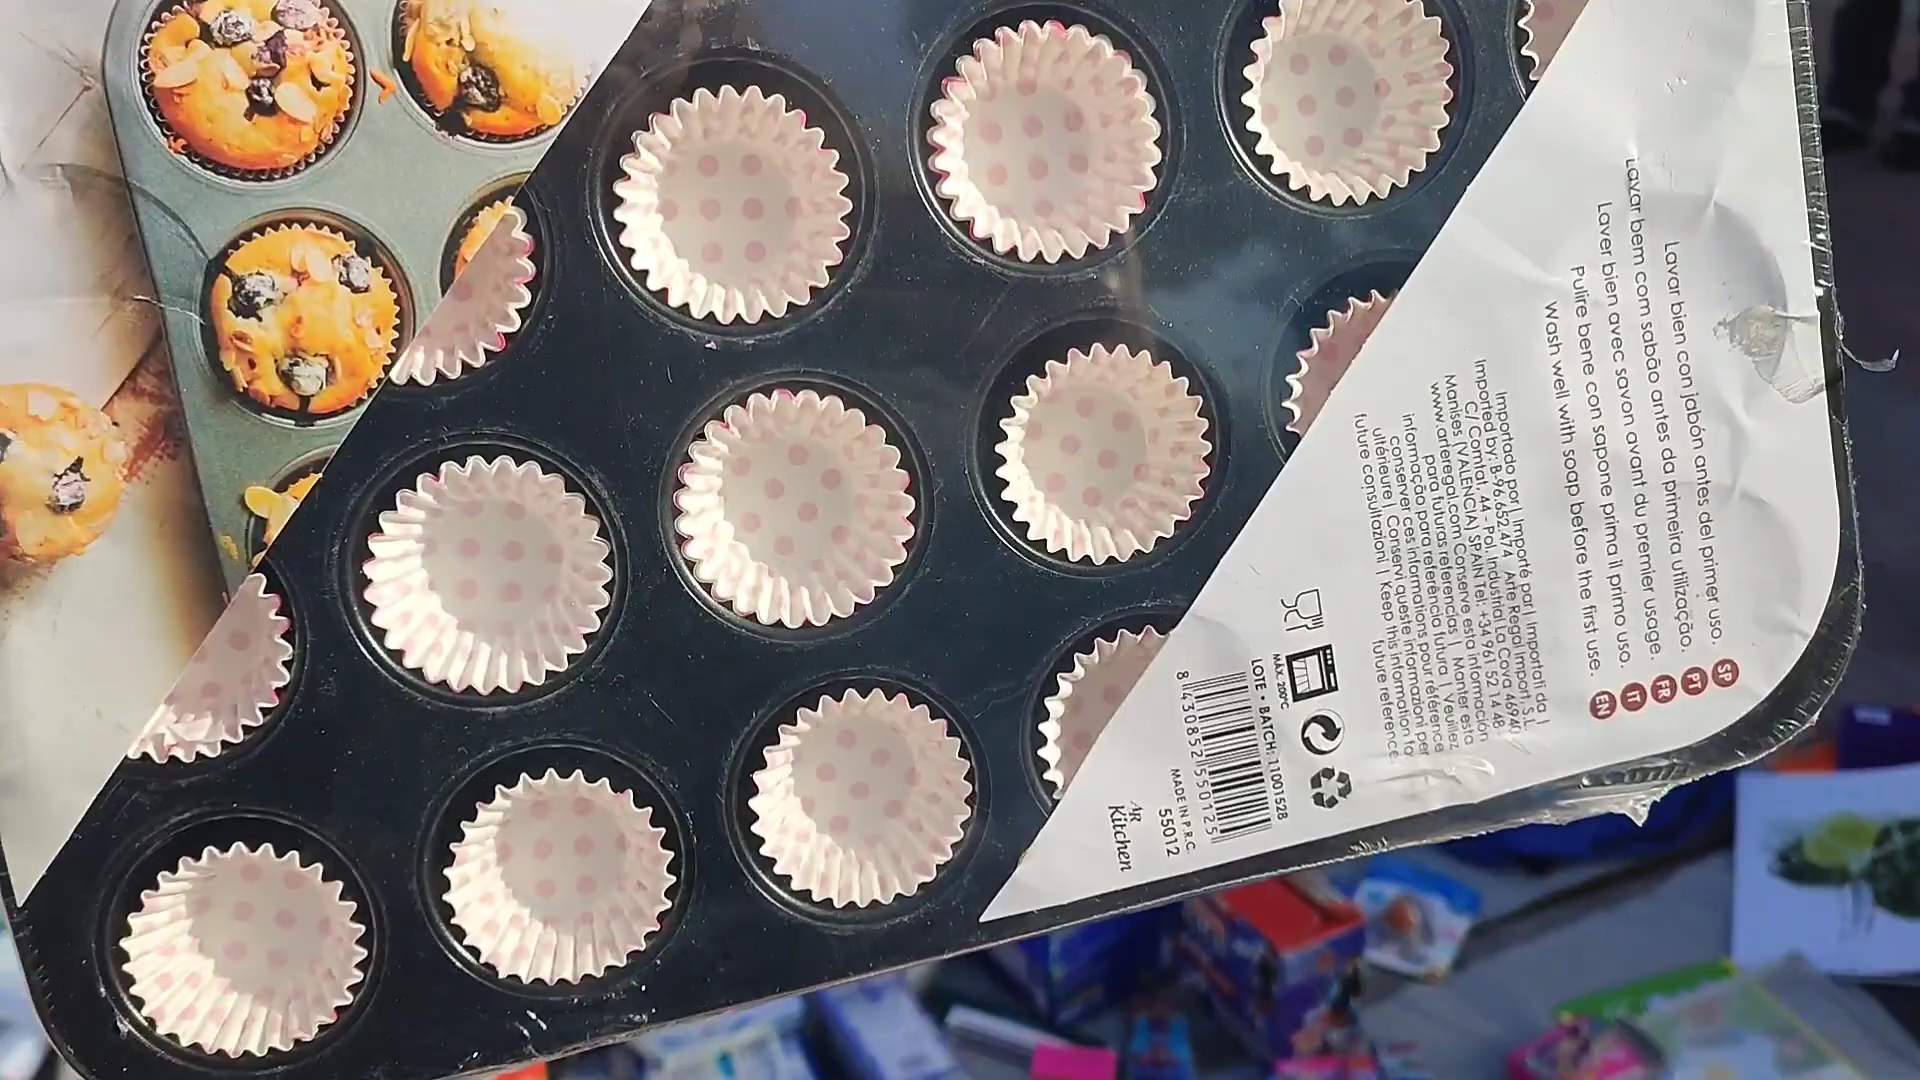 Lavar bien con jabón antes del primer uso. SP
Lavar bem com sabão antes da primeira utilização. PT
Laver bien avec savon avant du premier usage. FR
Pulire bene con sapone prima il primo uso. IT
Wash well with soap before the first use. EN
Importado por| Importé par| Importati da |
Imported by: B-96 652 474 Arte Regal Import, S.L.
C/ Comtal, 44 - Pol. Industrial La Cova 46940
Manises (VALENCIA) SPAIN Tel: +34 961 52 14 48
www.arteregal.com Conserve esta información
para futuras referencias | Manter esta
informação para referência futura | Veuillez
conserver ces informations pour référence
ultérieure | Conservi queste informazioni per
future consultazioni | Keep this information for
future reference
MÁX. 200ºC
LOTE • BATCH: 1100152B
8 430852 550125
MADE IN P.R.C.
55012
AR
Kitchen